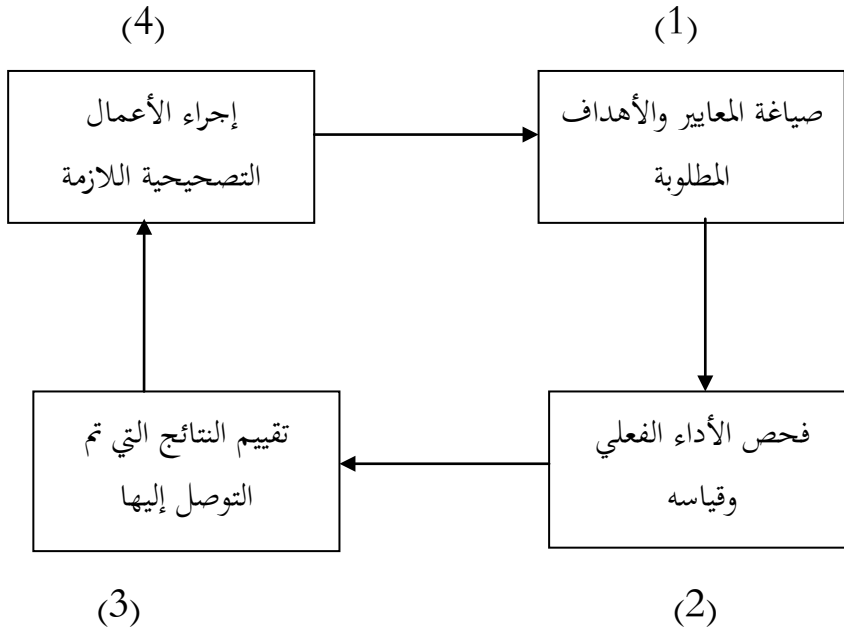 (1)
صياغة المعايير والأهداف
المطلوبة
(4)
إجراء الأعمال
التصحيحية اللازمة
فحص الأداء الفعلي
وقياسه
(2)
تقييم النتائج التي تم
التوصل إليها
(3)